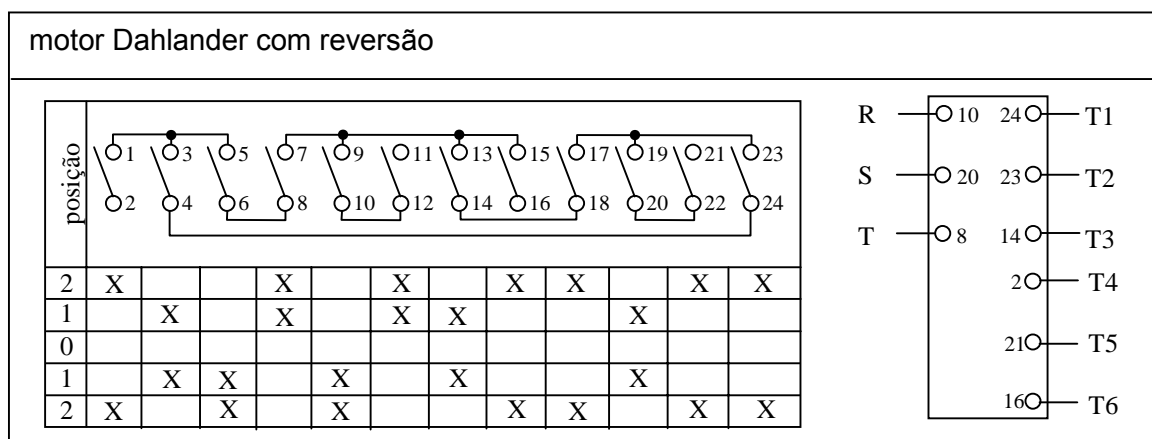 motor Dahlander com reversão
posição
1 3 5 7 9 11 13 15 17 19 21 23
2 4 6 8 10 12 14 16 18 20 22 24
2 X X X X X X X
1 X X X X X
0
1 X X X X X
2 X X X X X X X
R 10 24 T1
S 20 23 T2
T 8 14 T3
2 T4
21 T5
16 T6